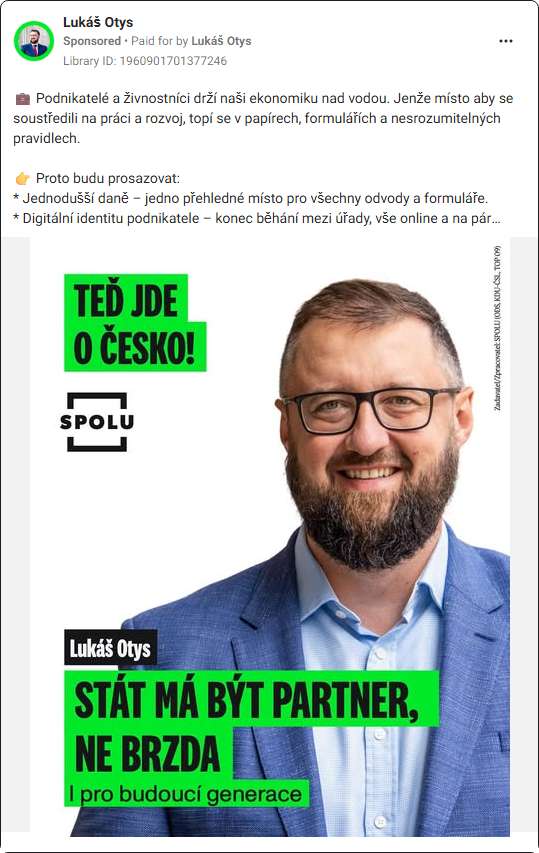 Lukáš Otys
Sponsored • Paid for by Lukáš Otys
Library ID: 1960901701377246
💼 Podnikatelé a živnostníci drží naši ekonomiku nad vodou. Jenže místo aby se
soustředili na práci a rozvoj, topí se v papírech, formulářích a nesrozumitelných
pravidlech.
👉 Proto budu prosazovat:
* Jednodušší daně – jedno přehledné místo pro všechny odvody a formuláře.
* Digitální identitu podnikatele – konec běhání mezi úřady, vše online a na pár…
TEĎ JDE
O ČESKO!
SPOLU
Zadavatel/Zpracovatel: SPOLU (ODS, KDU-ČSL, TOP 09)
Lukáš Otys
STÁT MÁ BÝT PARTNER,
NE BRZDA
I pro budoucí generace